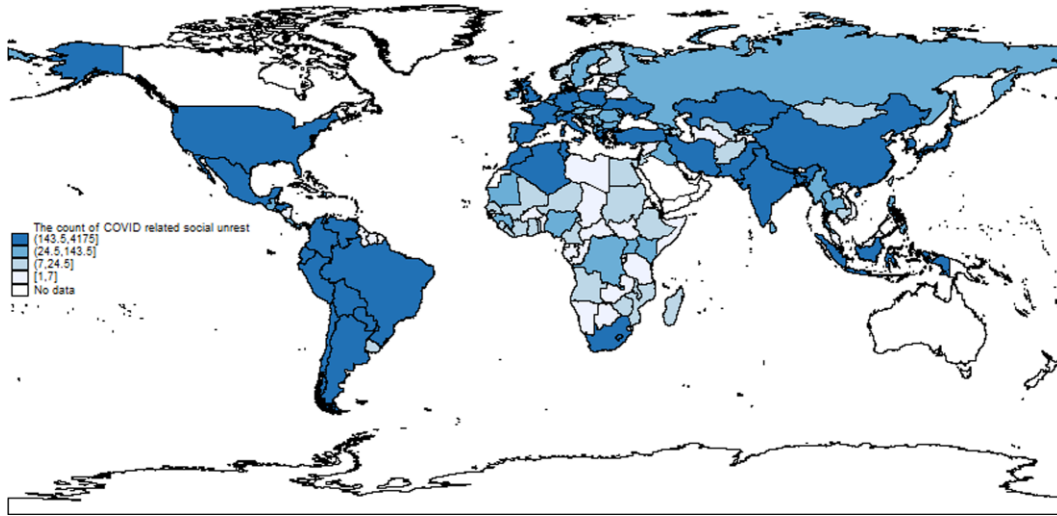 The count of COVID related social unrest
(143.5,4175]
(24.5,143.5]
(7,24.5]
[1,7]
No data